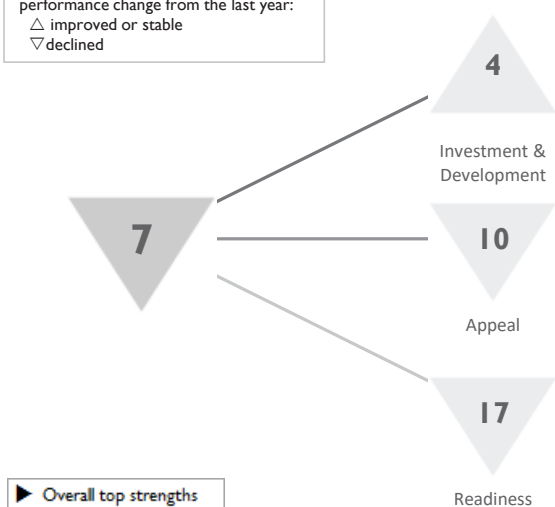 performance change from the last year:
△ improved or stable
▽ declined
4
Investment &
Development
7
10
Appeal
17
Readiness
▶ Overall top strengths